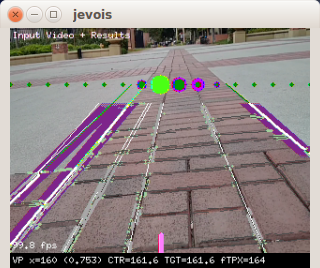 jevois
Input Video + Results
99.8 fps
VP x=160 (0.753) CTR=161.6 TGT=161.6 fTPX=164